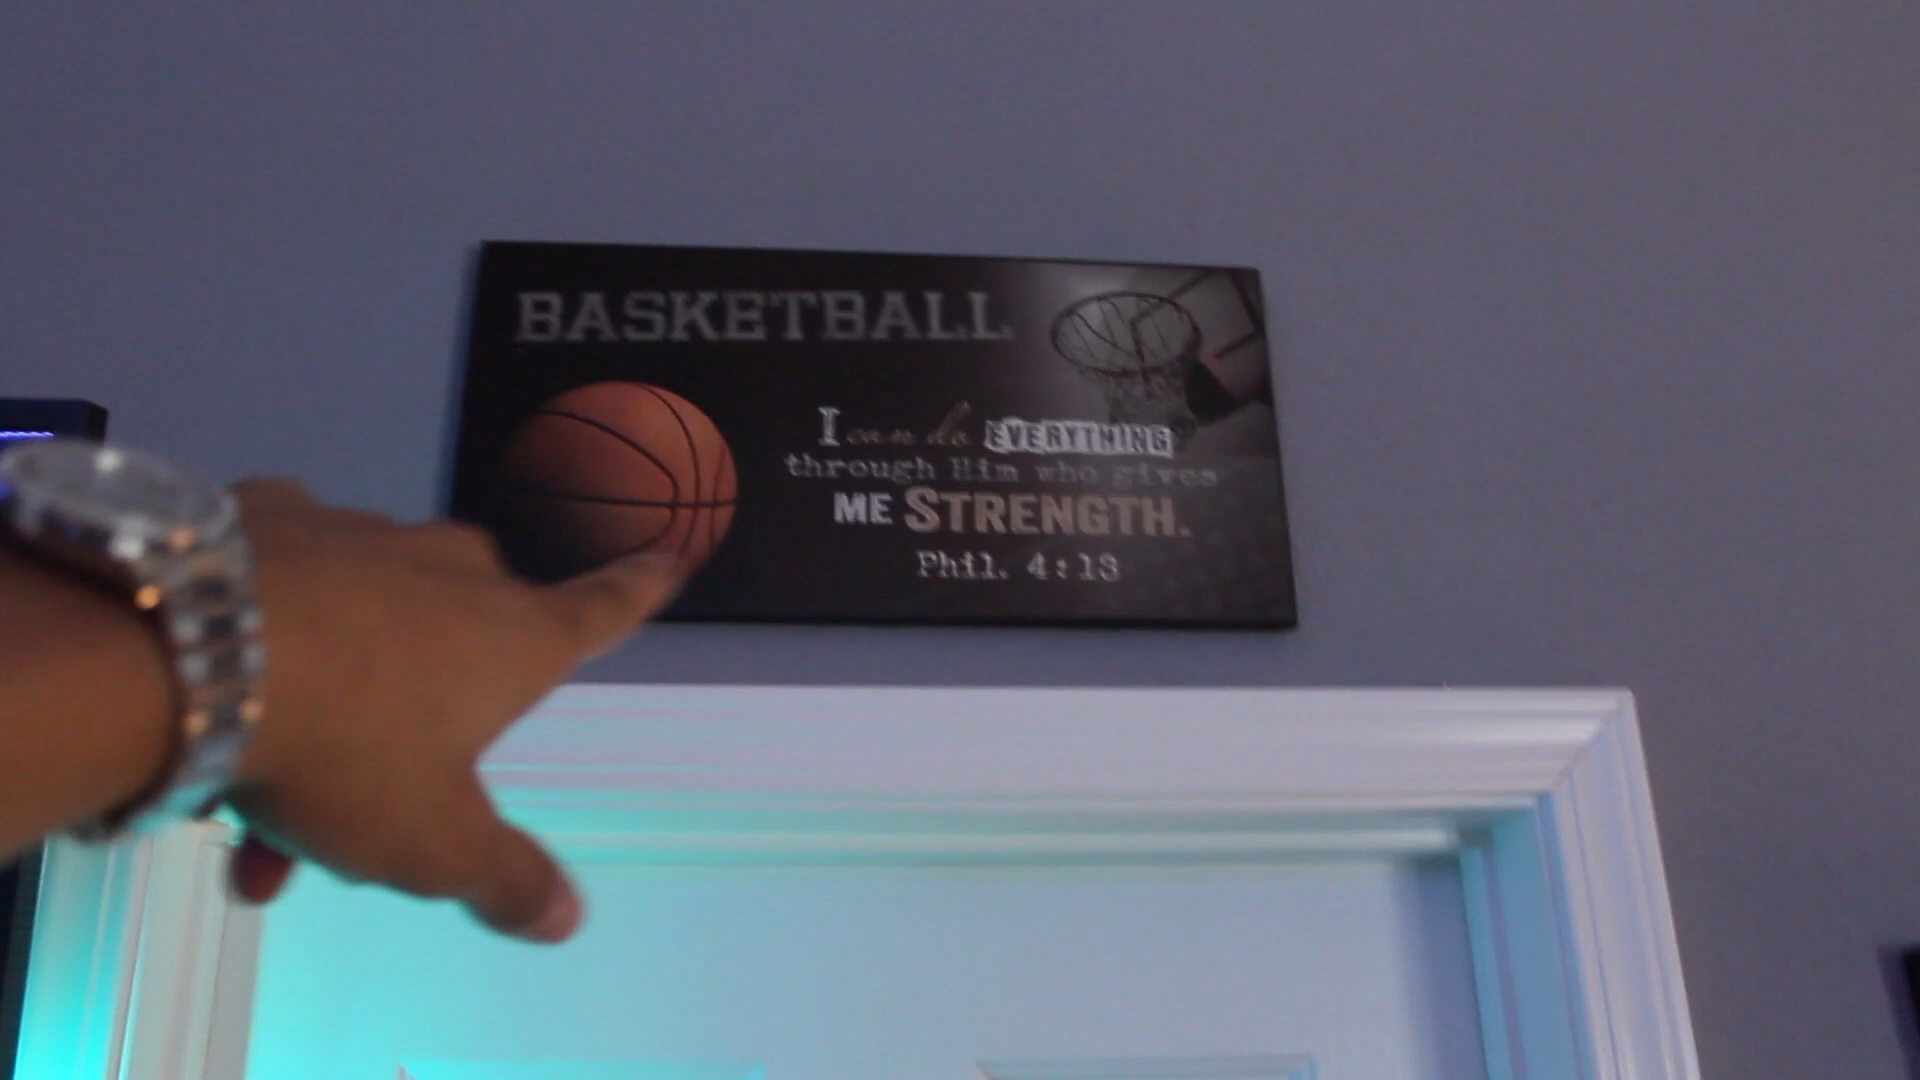 BASKETBALL
I can do EVERYTHING
through Him who gives
ME STRENGTH.
Phil. 4:13